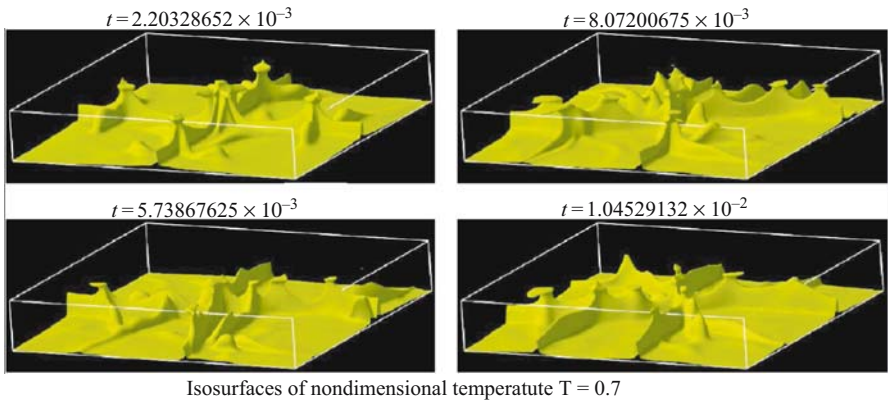 t = 2.20328652 × 10–3
t = 8.07200675 × 10–3
t = 5.73867625 × 10–3
t = 1.04529132 × 10–2
Isosurfaces of nondimensional temperatute T = 0.7